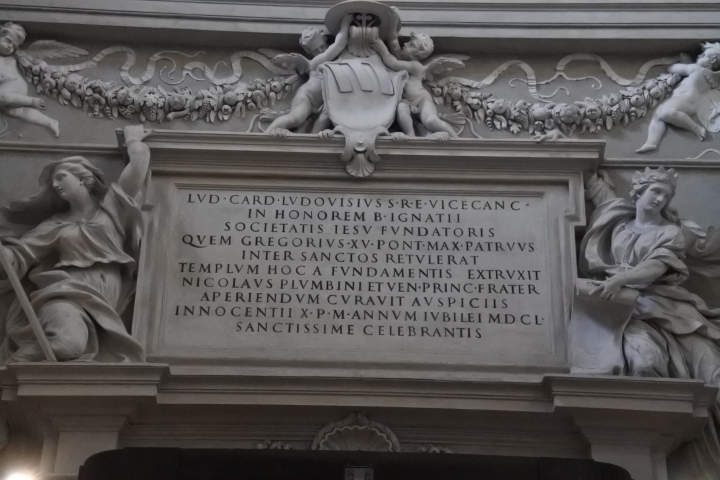 LVD·CARD·LVDOVISIVS S·R·E·VICECANC·
IN HONOREM B·IGNATII
SOCIETATIS IESV FVNDATORIS
QVEM GREGORIVS·XV·PONT·MAX·PATRVVS
INTER SANCTOS RETVLERAT
TEMPLVM HOC A FVNDAMENTIS EXTRVXIT
NICOLAVS PLVMBINI ET VEN·PRINC·FRATER
APERIENDVM CVRAVIT AVSPICIIS
INNOCENTII X·P·M·ANNVM IVBILEI MDCL·
SANCTISSIME CELEBRANTIS